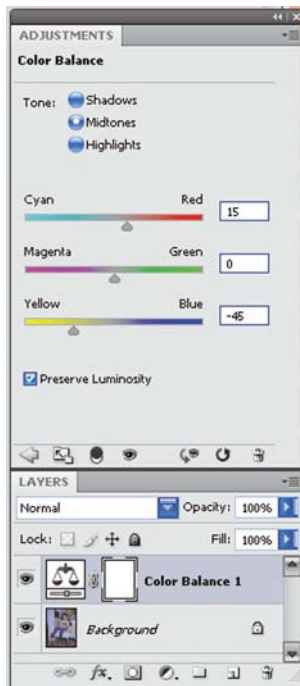 ADJUSTMENTS
Color Balance
Tone: Shadows
Midtones
Highlights
Cyan Red 15
Magenta Green 0
Yellow Blue -45
Preserve Luminosity
LAYERS
Normal Opacity: 100%
Lock: Fill: 100%
Color Balance 1
Background
fx.